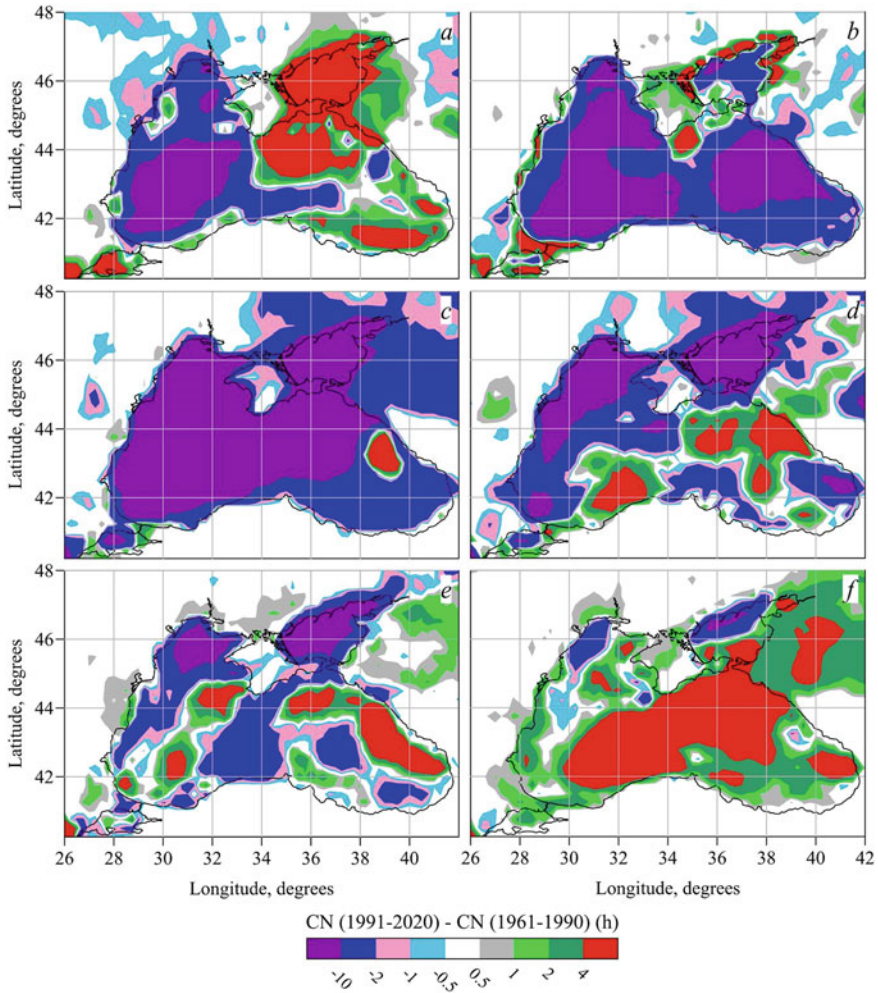 a b
48
46
44
42
Latitude, degrees
c d
48
46
44
42
Latitude, degrees
e f
48
46
44
42
Latitude, degrees
26 28 30 32 34 36 38 40 26 28 30 32 34 36 38 40 42
Longitude, degrees Longitude, degrees
CN (1991-2020) - CN (1961-1990) (h)
-10 -2 -1 -0.5 0.5 1 2 4